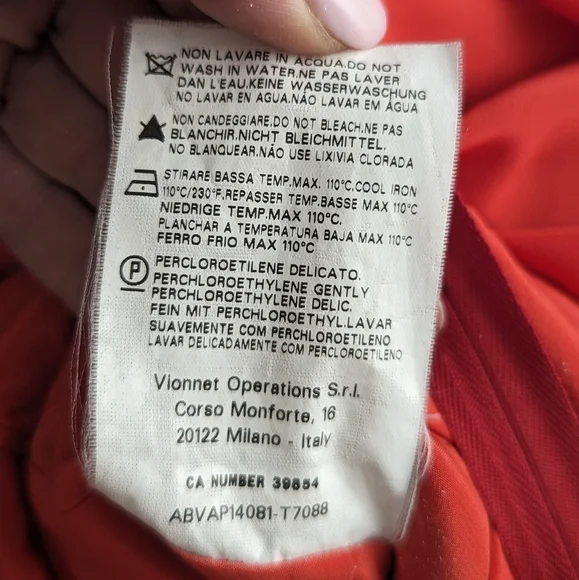 NON LAVARE IN ACQUA.DO NOT
WASH IN WATER.NE PAS LAVER
DAN L'EAU.KEINE WASSERWASCHUNG
NO LAVAR EN AGUA.NÃO LAVAR EM AGUA
NON CANDEGGIARE.DO NOT BLEACH.NE PAS
BLANCHIR.NICHT BLEICHMITTEL.
NO BLANQUEAR.NÃO USE LIXIVIA CLORADA
STIRARE BASSA TEMP.MAX. 110°C.COOL IRON
110°C/230°F.REPASSER TEMP.BASSE MAX 110°C
NIEDRIGE TEMP.MAX 110°C.
PLANCHAR A TEMPERATURA BAJA MAX 110°C
FERRO FRIO MAX 110°C
P
PERCLOROETILENE DELICATO.
PERCHLOROETHYLENE GENTLY
PERCHLOROETHYLENE DELIC.
FEIN MIT PERCHLOROETHYL.LAVAR
SUAVEMENTE COM PERCHLOROETILENO
LAVAR DELICADAMENTE COM PERCLOROETILENO
Vionnet Operations S.r.l.
Corso Monforte, 16
20122 Milano - Italy
CA NUMBER 39854
ABVAP14081-T7088